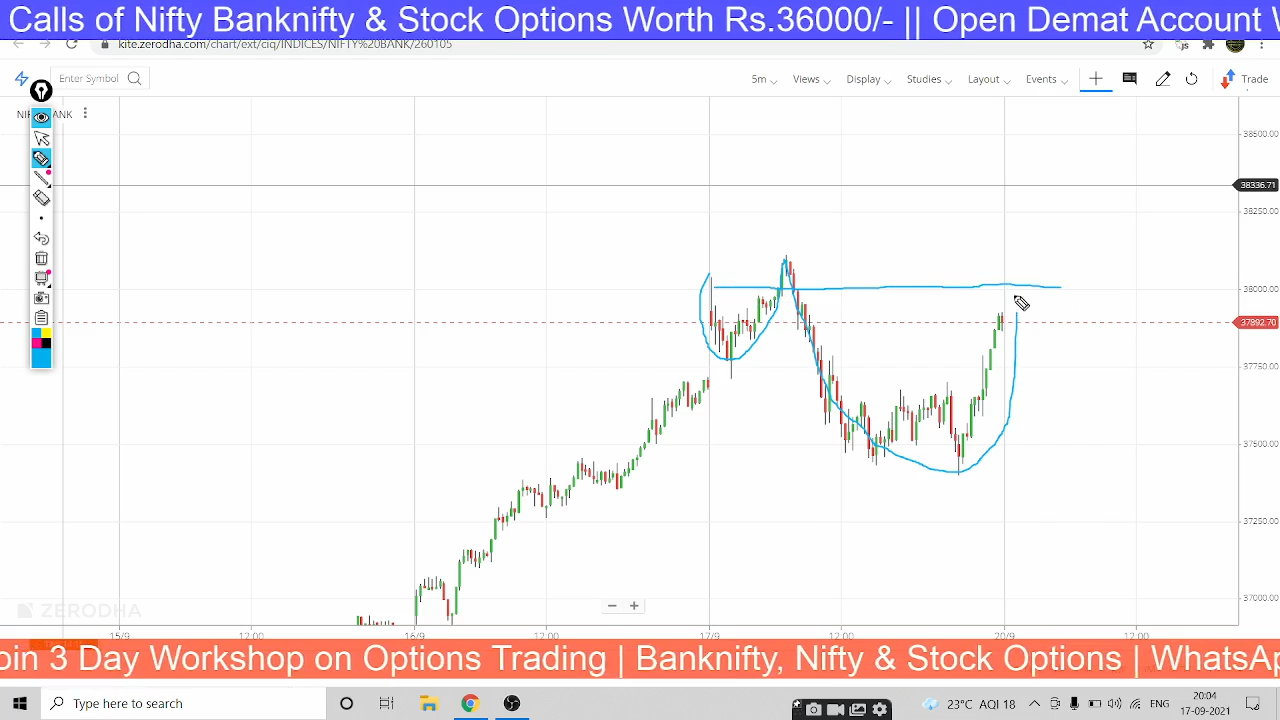 Calls of Nifty Banknifty & Stock Options Worth Rs.36000/- || Open Demat Account W
kite.zerodha.com/chart/ext/ciq/INDICES/NIFTY%20BANK/260105
Enter Symbol
5m Views Display Studies Layout Events Trade
BANK
38500.00
38336.71
38250.00
38000.00
37892.70
37750.00
37500.00
37250.00
37000.00
ZERODHA
15/9 12:00 16/9 12:00 17/9 12:00 20/9 12:00
oin 3 Day Workshop on Options Trading | Banknifty, Nifty & Stock Options | WhatsAp
Type here to search
23°C AQI 18
ENG
20:04
17-09-2021